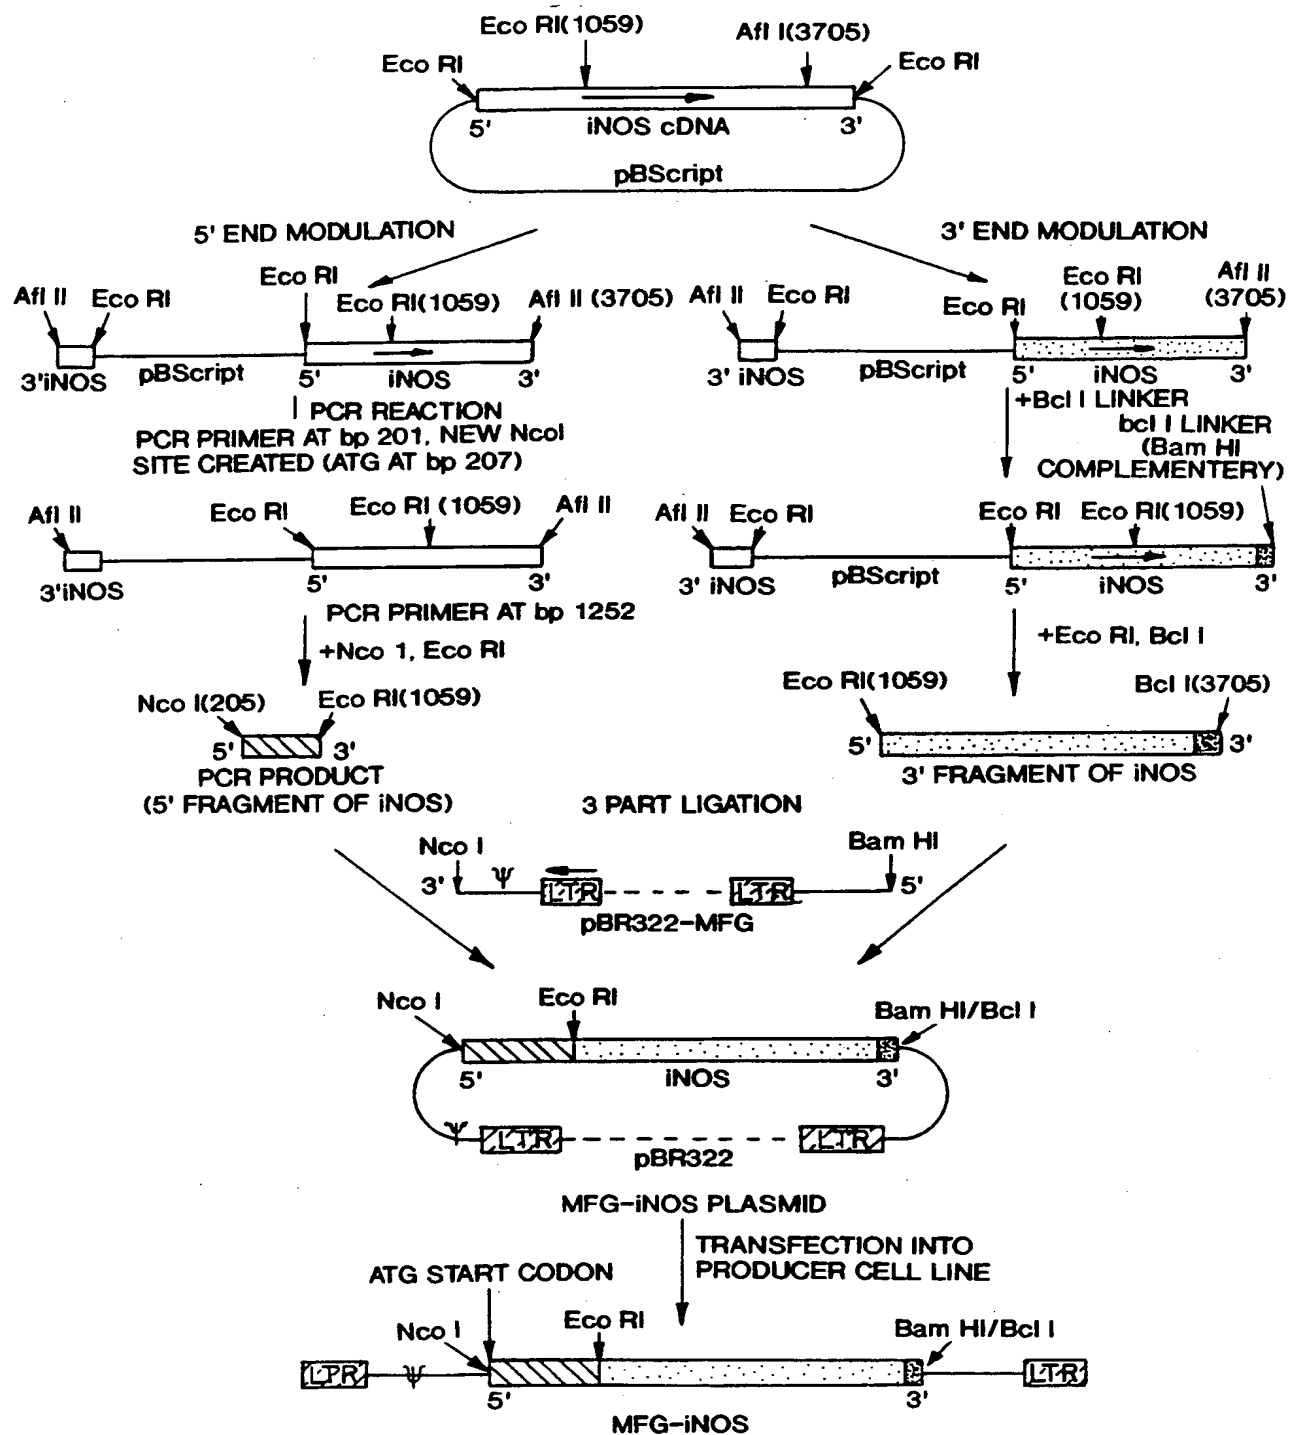 Eco RI(1059)
Afl I(3705)
Eco RI
Eco RI
5'
iNOS cDNA
3'
pBScript
5' END MODULATION
3' END MODULATION
Eco RI
Afl II
Eco RI
Eco RI(1059)
Afl II (3705)
3'iNOS
pBScript
5'
iNOS
3'
Afl II
Eco RI
Eco RI
Eco RI
(1059)
Afl II
(3705)
3' iNOS
pBScript
5'
iNOS
3'
PCR REACTION
PCR PRIMER AT bp 201, NEW NcoI
SITE CREATED (ATG AT bp 207)
+Bcl I LINKER
bcl I LINKER
(Bam HI
COMPLEMENTERY)
Afl II
Eco RI
Eco RI (1059)
Afl II
3'iNOS
5'
3'
PCR PRIMER AT bp 1252
+Nco 1, Eco RI
Afl II
Eco RI
Eco RI
Eco RI(1059)
3' iNOS
pBScript
5'
iNOS
3'
+Eco RI, Bcl I
Nco I(205)
Eco RI(1059)
5'
3'
PCR PRODUCT
(5' FRAGMENT OF iNOS)
Eco RI(1059)
Bcl I(3705)
5'
3'
3' FRAGMENT OF iNOS
3 PART LIGATION
Nco I
Bam HI
3'
ψ
LTR
LTR
5'
pBR322-MFG
Nco I
Eco RI
Bam HI/Bcl I
5'
iNOS
3'
ψ
LTR
LTR
pBR322
MFG-iNOS PLASMID
TRANSFECTION INTO
PRODUCER CELL LINE
ATG START CODON
Nco I
Eco RI
Bam HI/Bcl I
LTR
ψ
LTR
5'
3'
MFG-iNOS